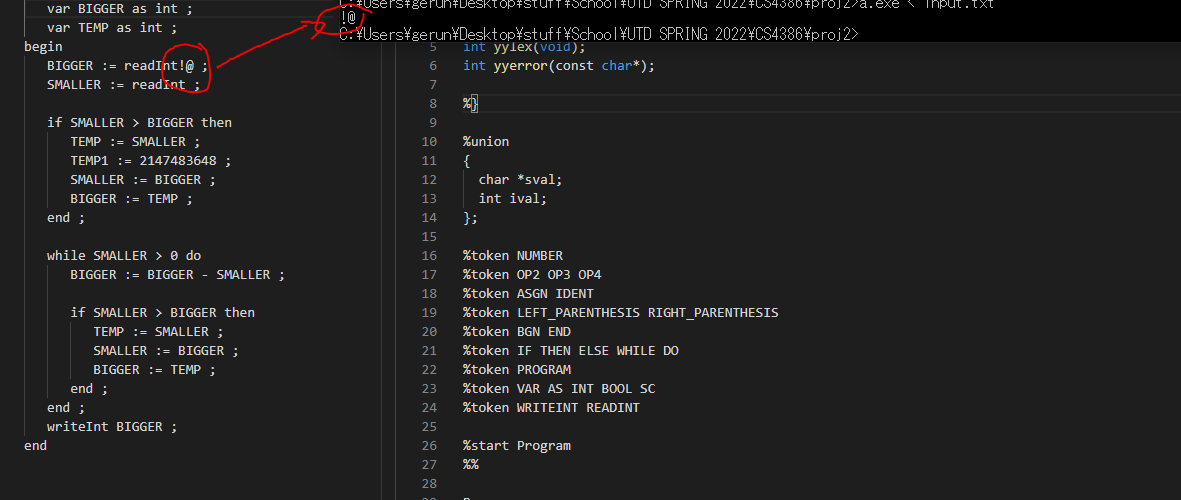 var BIGGER as int ;
var TEMP as int ;
begin
BIGGER := readInt!@ ;
SMALLER := readInt ;
if SMALLER > BIGGER then
TEMP := SMALLER ;
TEMP1 := 2147483648 ;
SMALLER := BIGGER ;
BIGGER := TEMP ;
end ;
while SMALLER > 0 do
BIGGER := BIGGER - SMALLER ;
if SMALLER > BIGGER then
TEMP := SMALLER ;
SMALLER := BIGGER ;
BIGGER := TEMP ;
end ;
end ;
writeInt BIGGER ;
end
C:¥Users¥gerun¥Desktop¥stuff¥School¥UTD SPRING 2022¥CS4386¥proj2>a.exe < input.txt
!@
C:¥Users¥gerun¥Desktop¥stuff¥School¥UTD SPRING 2022¥CS4386¥proj2>
5 int yylex(void);
6 int yyerror(const char*);
7
8 %}
9
10 %union
11 {
12 char *sval;
13 int ival;
14 };
15
16 %token NUMBER
17 %token OP2 OP3 OP4
18 %token ASGN IDENT
19 %token LEFT_PARENTHESIS RIGHT_PARENTHESIS
20 %token BGN END
21 %token IF THEN ELSE WHILE DO
22 %token PROGRAM
23 %token VAR AS INT BOOL SC
24 %token WRITEINT READINT
25
26 %start Program
27 %%
28